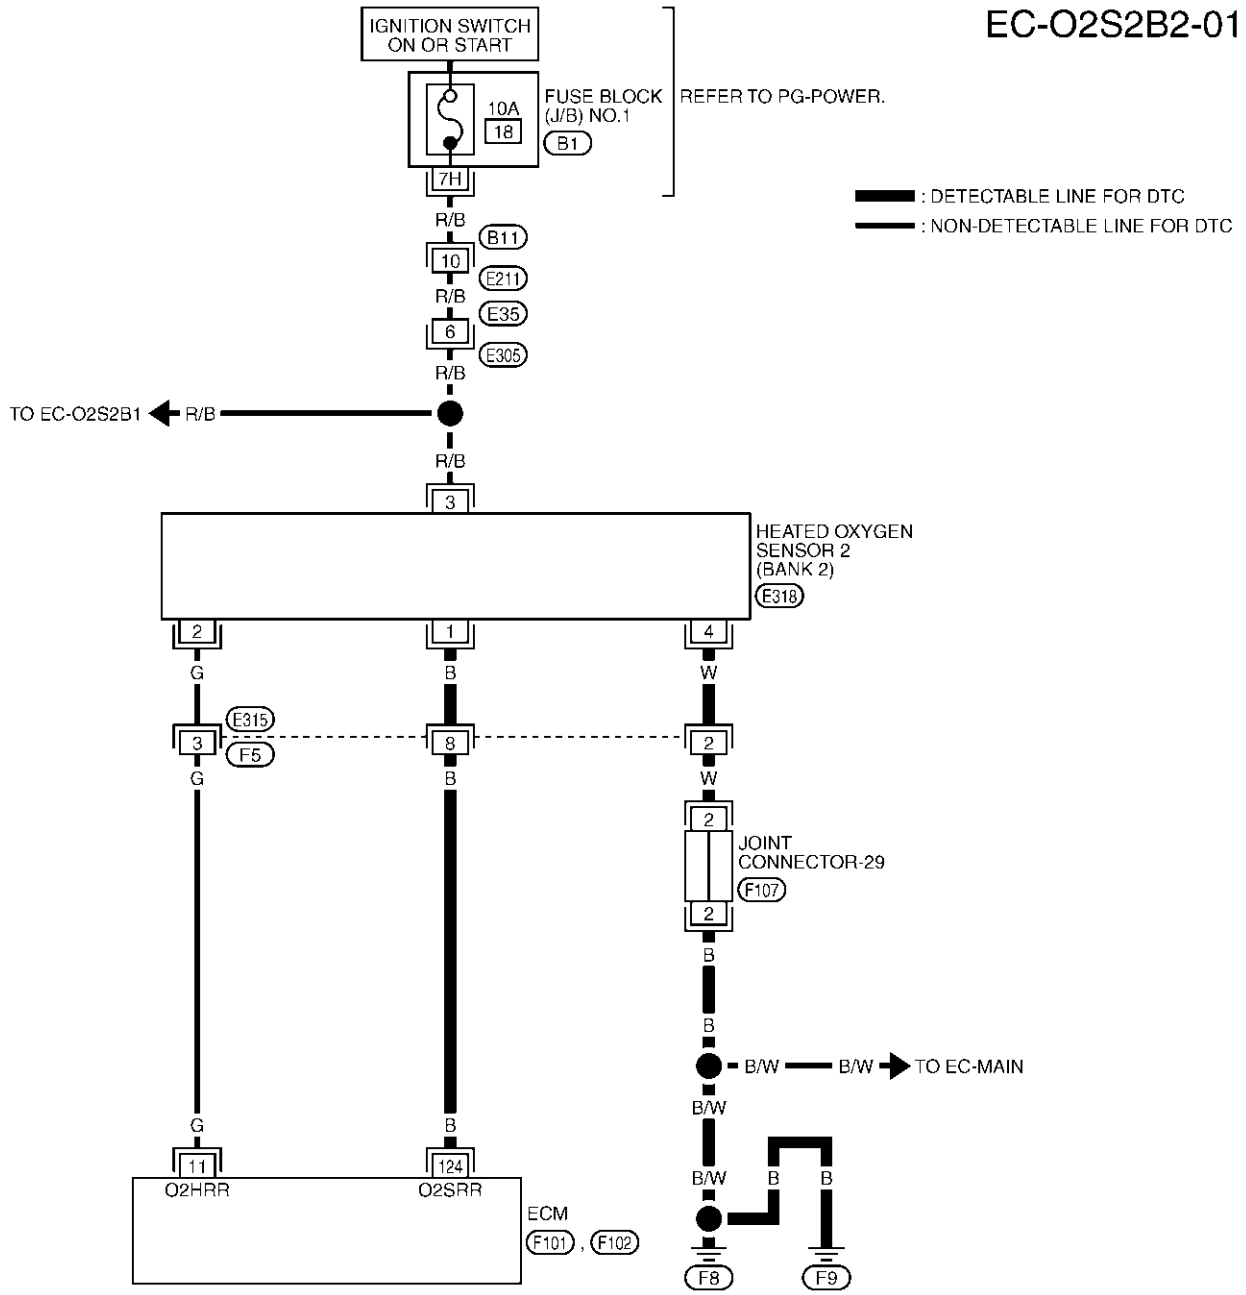 EC-O2S2B2-01
IGNITION SWITCH
ON OR START
10A
18
FUSE BLOCK
(J/B) NO.1
B1
REFER TO PG-POWER.
7H
: DETECTABLE LINE FOR DTC
: NON-DETECTABLE LINE FOR DTC
R/B
B11
10
E211
R/B
E35
6
E305
R/B
TO EC-O2S2B1
R/B
R/B
3
HEATED OXYGEN
SENSOR 2
(BANK 2)
E318
2
1
4
G
B
W
E315
3
8
2
F5
G
B
W
2
JOINT
CONNECTOR-29
F107
2
B
B
B/W
B/W
TO EC-MAIN
B/W
G
B
11
124
B/W
B
B
O2HRR
O2SRR
ECM
F101 , F102
F8
F9